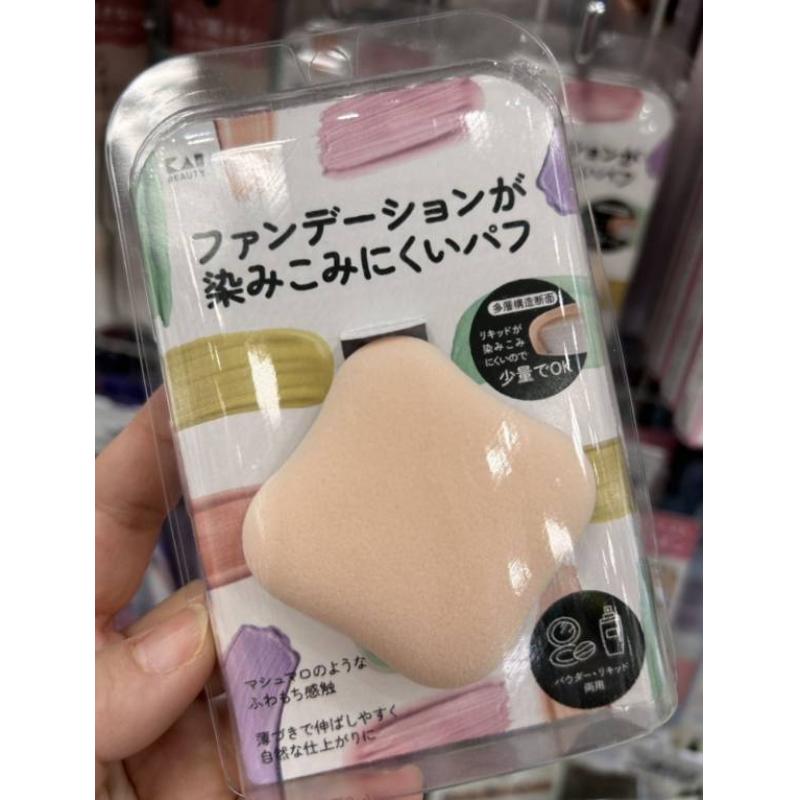 KAI
BEAUTY
ファンデーションが
染みこみにくいパフ
多層構造断面
リキッドが
染みこみ
にくいので
少量でOK
マシュマロのような
ふわもち感触
薄づきで伸ばしやすく
自然な仕上がりに
パウダー・リキッド
両用